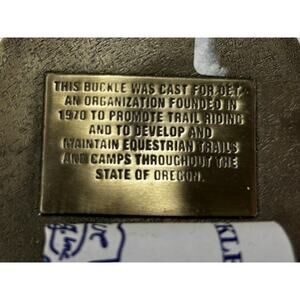 THIS BUCKLE WAS CAST FOR OET -
AN ORGANIZATION FOUNDED IN
1970 TO PROMOTE TRAIL RIDING
AND TO DEVELOP AND
MAINTAIN EQUESTRIAN TRAILS
AND CAMPS THROUGHOUT THE
STATE OF OREGON.